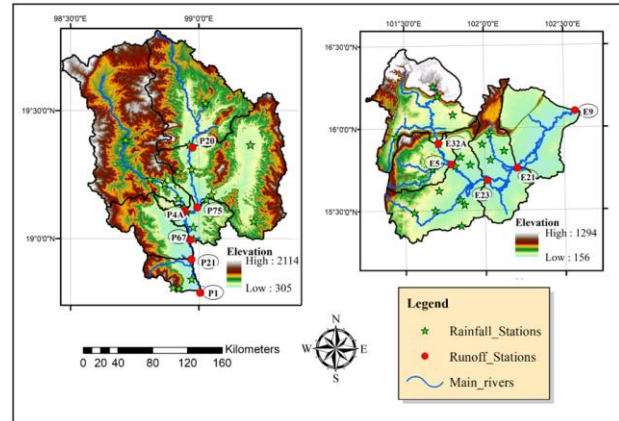 98°30'0"E 99°0'0"E
19°30'0"N
19°0'0"N
P20
P4A
P75
P67
P21
P1
Elevation
High : 2114
Low : 305
101°30'0"E 102°0'0"E 102°30'0"E
16°30'0"N
16°0'0"N
15°30'0"N
E9
E32A
E5
E21
E23
Elevation
High : 1294
Low : 156
Kilometers
0 20 40 80 120 160
N
W E
S
Legend
Rainfall_Stations
Runoff_Stations
Main_rivers